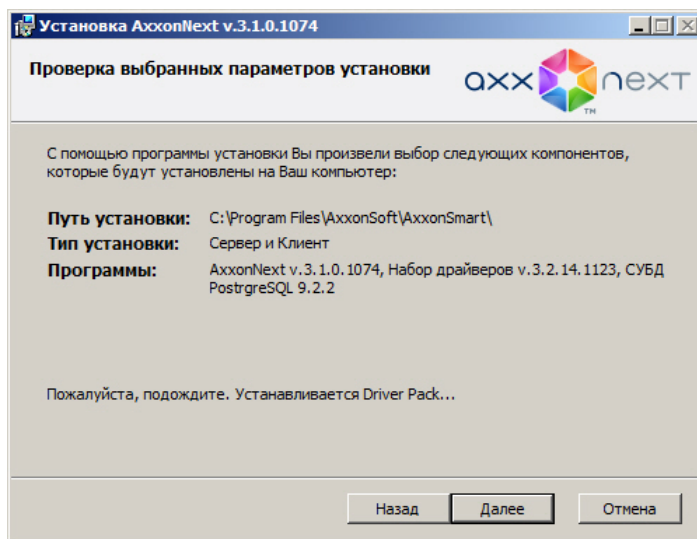 Установка AxxonNext v.3.1.0.1074
Проверка выбранных параметров установки
axxonext
TM
С помощью программы установки Вы произвели выбор следующих компонентов,
которые будут установлены на Ваш компьютер:
Путь установки: C:\Program Files\AxxonSoft\AxxonSmart\
Тип установки: Сервер и Клиент
Программы: AxxonNext v.3.1.0.1074, Набор драйверов v.3.2.14.1123, СУБД
PostrgreSQL 9.2.2
Пожалуйста, подождите. Устанавливается Driver Pack...
Назад Далее Отмена